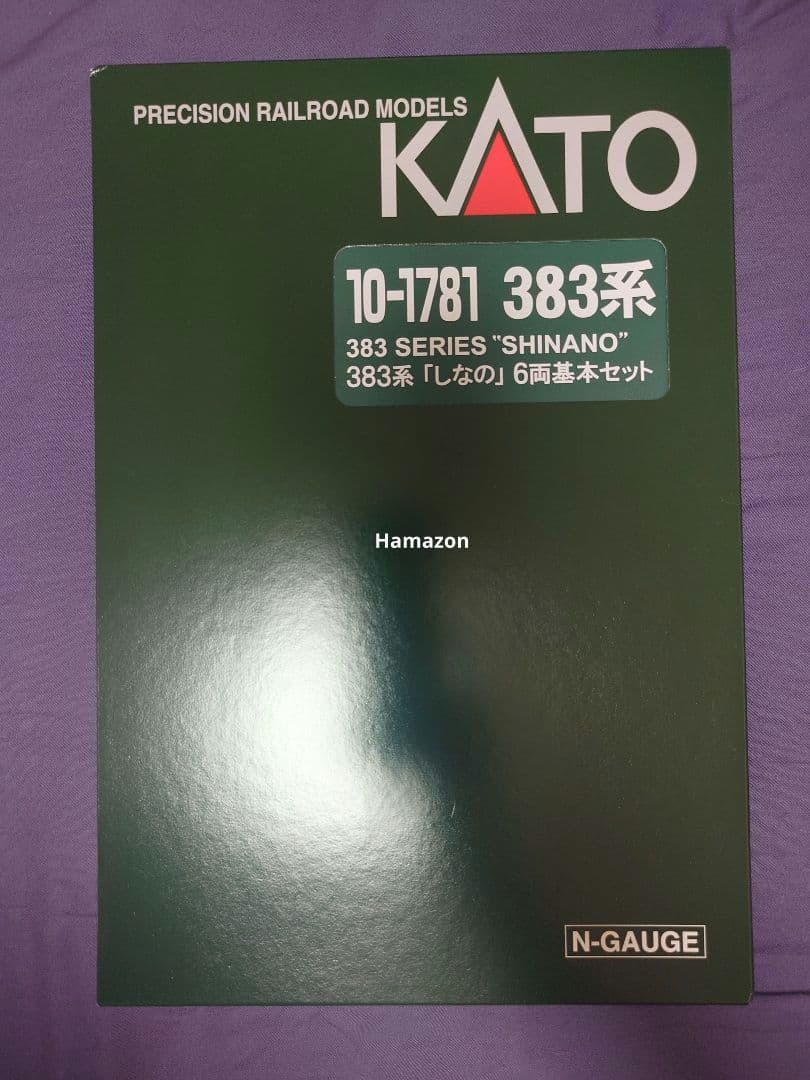 PRECISION RAILROAD MODELS
KATO
10-1781 383系
383 SERIES "SHINANO"
383系「しなの」6両基本セット
Hamazon
N-GAUGE